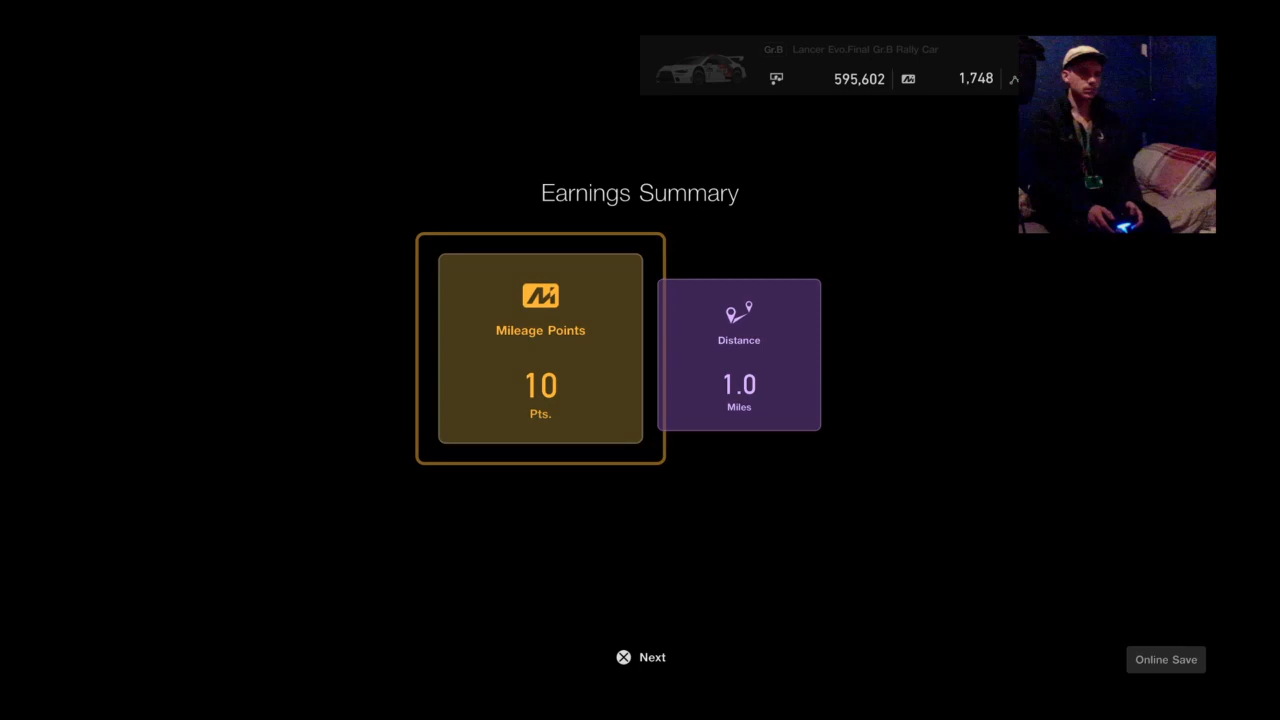 Gr.B Lancer Evo.Final Gr.B Rally Car
595,602 1,748
Earnings Summary
Mileage Points
10
Pts.
Distance
1.0
Miles
Next
Online Save